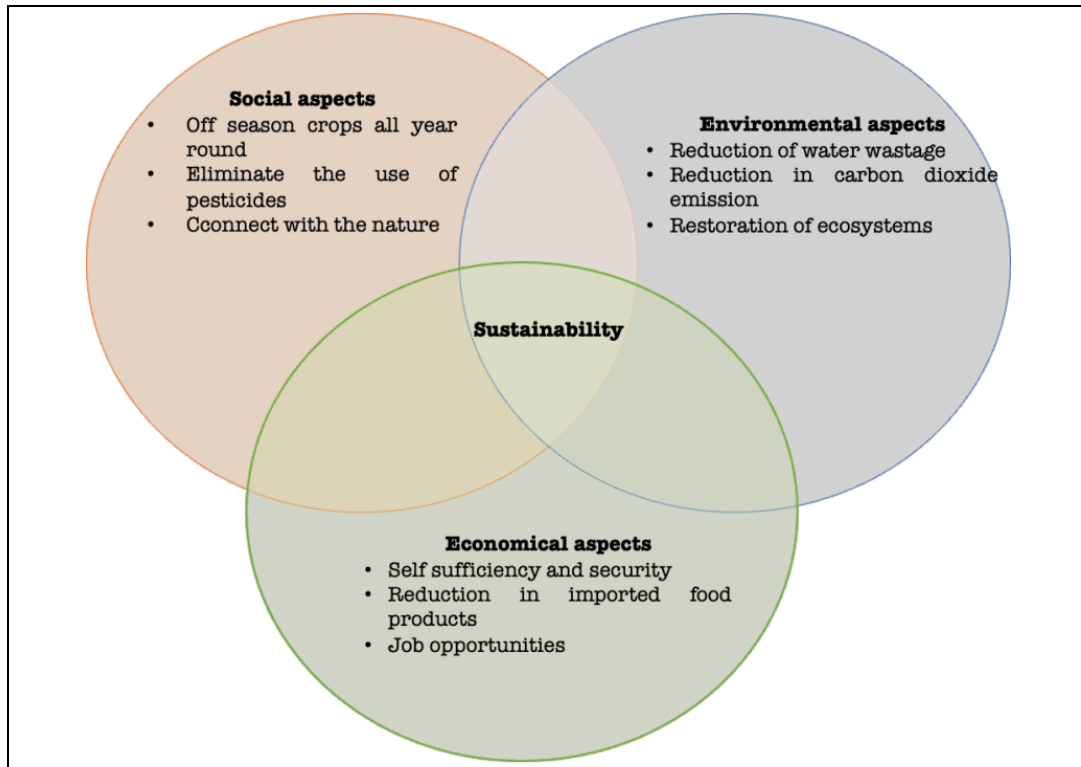 Social aspects
• Off season crops all year
round
• Eliminate the use of
pesticides
• Cconnect with the nature
Environmental aspects
• Reduction of water wastage
• Reduction in carbon dioxide
emission
• Restoration of ecosystems
Sustainability
Economical aspects
• Self sufficiency and security
• Reduction in imported food
products
• Job opportunities